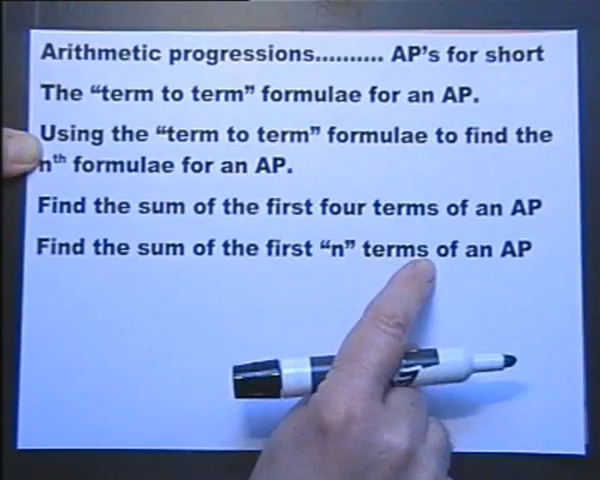 Arithmetic progressions.......... AP's for short
The “term to term” formulae for an AP.
Using the “term to term” formulae to find the
nth formulae for an AP.
Find the sum of the first four terms of an AP
Find the sum of the first “n” terms of an AP